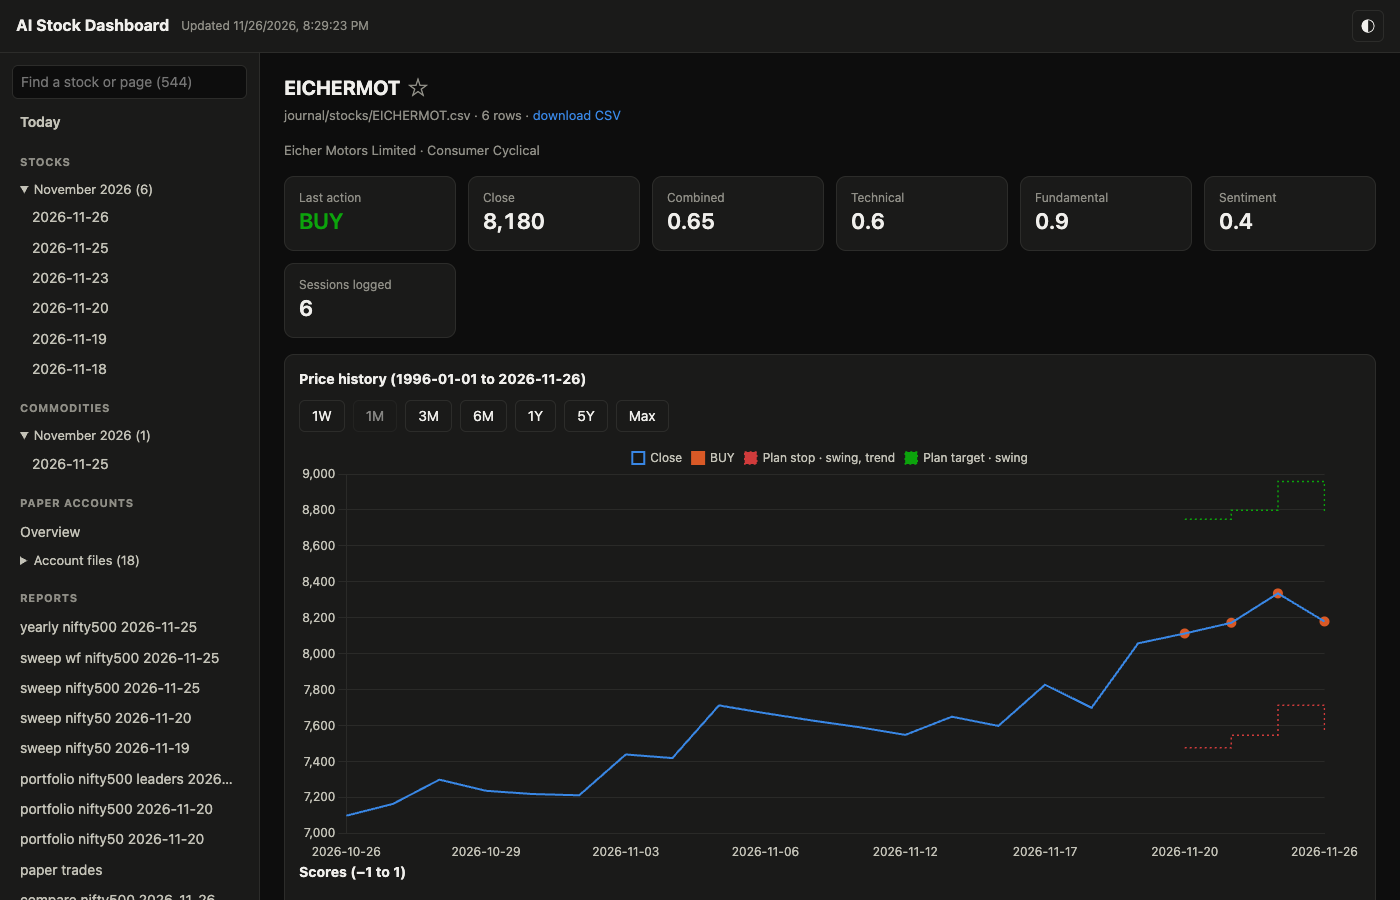 AI Stock Dashboard Updated 11/26/2026, 8:29:23 PM
Find a stock or page (544)
Today
STOCKS
▼ November 2026 (6)
2026-11-26
2026-11-25
2026-11-23
2026-11-20
2026-11-19
2026-11-18
COMMODITIES
▼ November 2026 (1)
2026-11-25
PAPER ACCOUNTS
Overview
▶ Account files (18)
REPORTS
yearly nifty500 2026-11-25
sweep wf nifty500 2026-11-25
sweep nifty500 2026-11-25
sweep nifty50 2026-11-20
sweep nifty50 2026-11-19
portfolio nifty500 leaders 2026...
portfolio nifty500 2026-11-20
portfolio nifty50 2026-11-20
paper trades
compare nifty500 2026-11-26
EICHERMOT ☆
journal/stocks/EICHERMOT.csv · 6 rows · download CSV
Eicher Motors Limited · Consumer Cyclical
Last action
BUY
Close
8,180
Combined
0.65
Technical
0.6
Fundamental
0.9
Sentiment
0.4
Sessions logged
6
Price history (1996-01-01 to 2026-11-26)
1W 1M 3M 6M 1Y 5Y Max
Close BUY Plan stop · swing, trend Plan target · swing
9,000
8,800
8,600
8,400
8,200
8,000
7,800
7,600
7,400
7,200
7,000
2026-10-26 2026-10-29 2026-11-03 2026-11-06 2026-11-12 2026-11-17 2026-11-20 2026-11-26
Scores (−1 to 1)